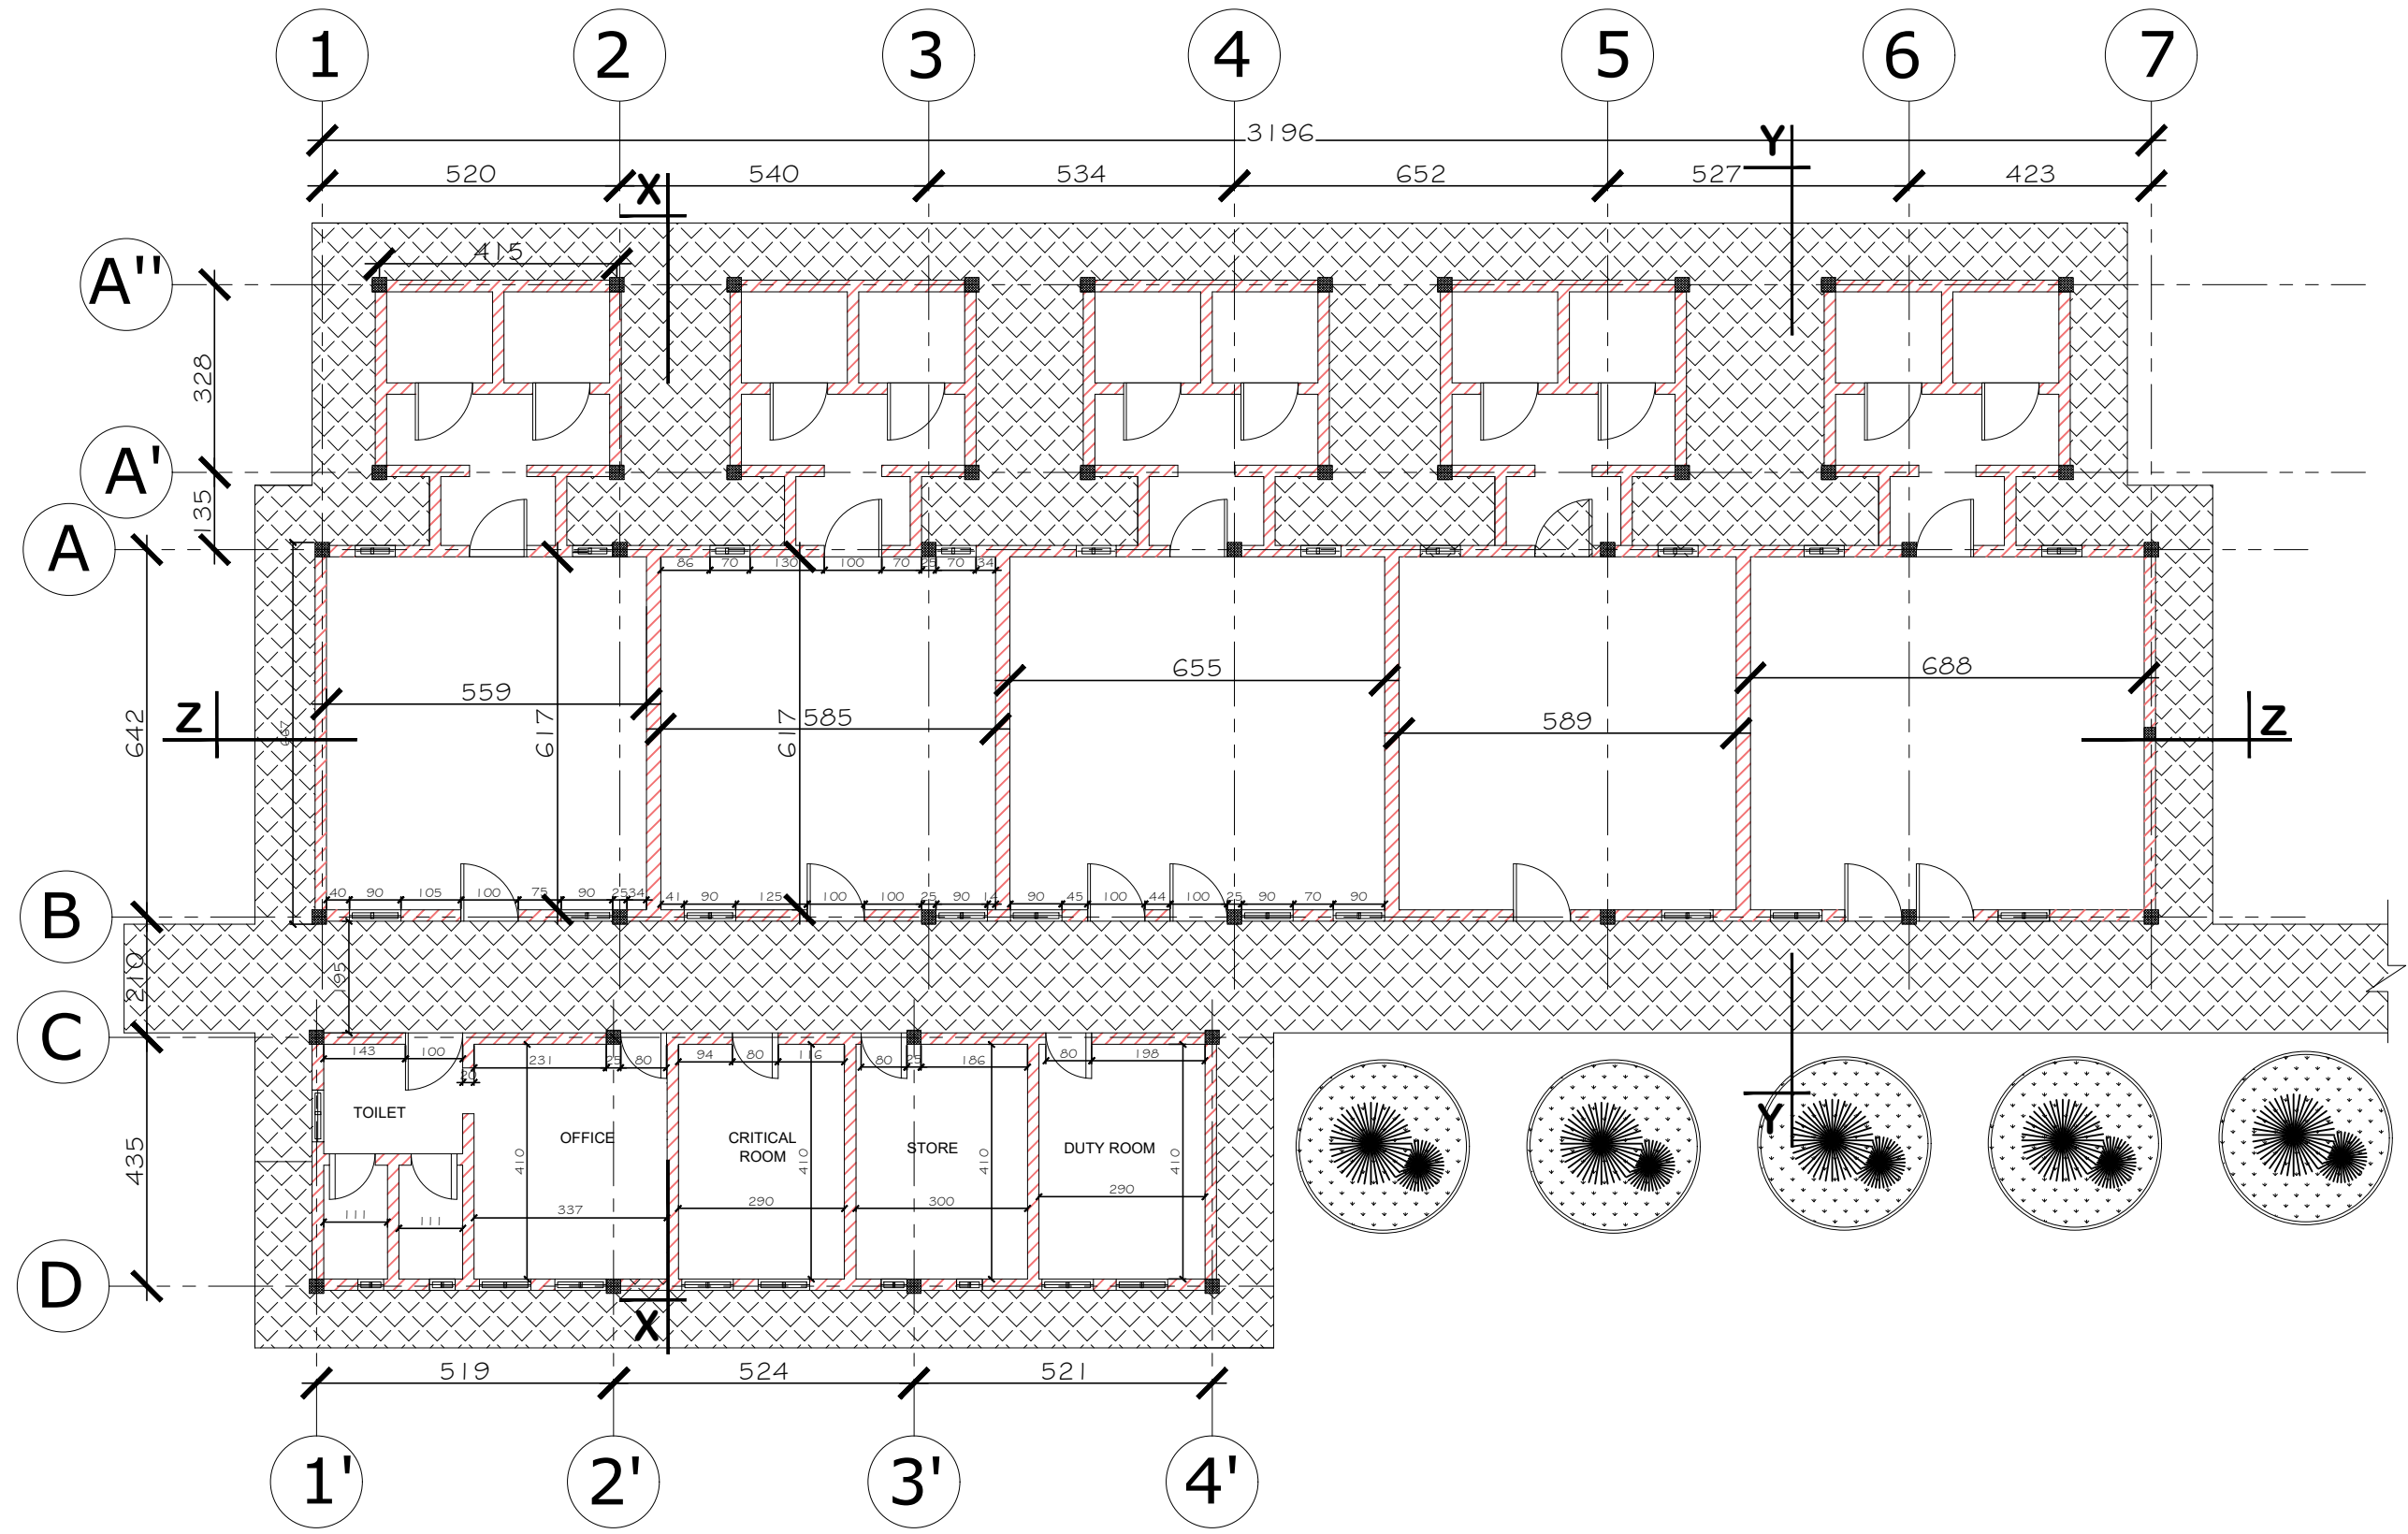 1 2 3 4 5 6 7
3196
Y
520 540 534 652 527 423
X
A''
415
328
A'
135
A
86 70 130 100 70 25 70 34
655 688
559
617 617 585 589
Z Z
642 667
40 90 105 100 75 90 25 34 41 90 125 100 100 25 90 14 90 45 100 44 100 25 90 70 90
B
210 195
C
143 100 231 25 80 94 80 116 80 25 186 80 198
20
TOILET
OFFICE CRITICAL STORE DUTY ROOM
ROOM
Y
435 410 410 410 410
111 111 337 290 300 290
D
X
519 524 521
1' 2' 3' 4'